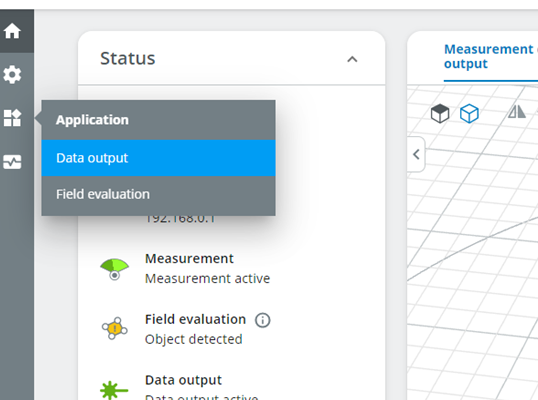 Status
Measurement
output
Application
Data output
Field evaluation
192.168.0.1
Measurement
Measurement active
Field evaluation
Object detected
Data output
Data output active